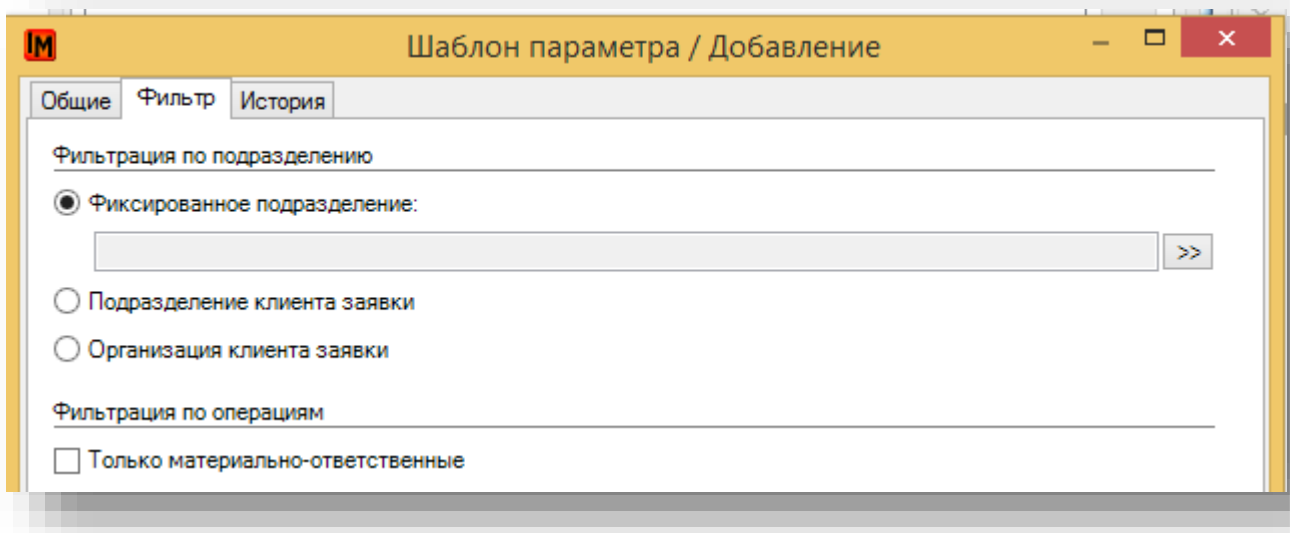 IM
Шаблон параметра / Добавление
Общие Фильтр История
Фильтрация по подразделению
Фиксированное подразделение:
>>
Подразделение клиента заявки
Организация клиента заявки
Фильтрация по операциям
Только материально-ответственные